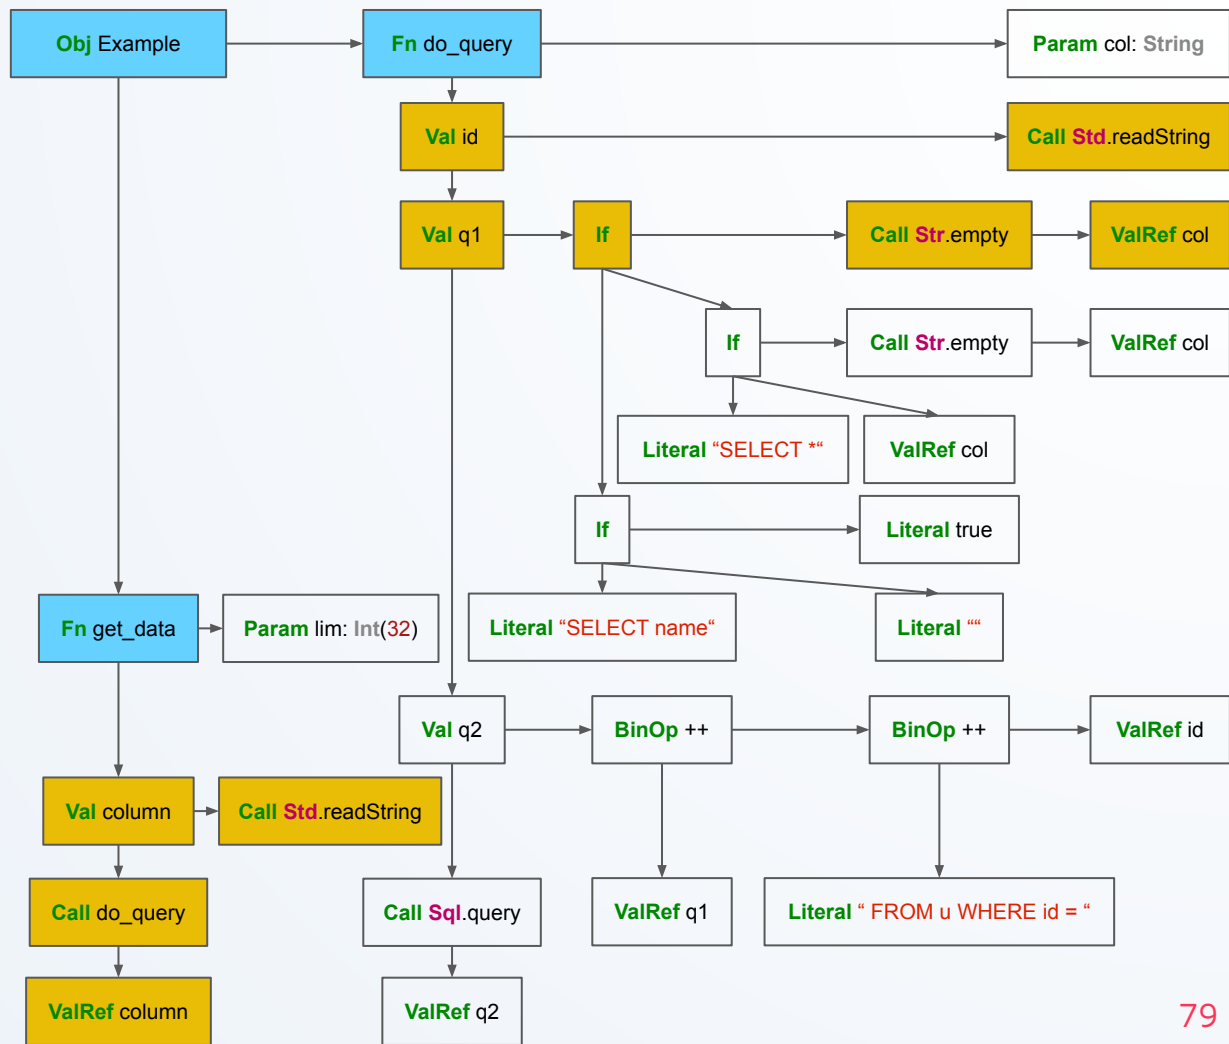 Obj Example
Fn do_query
Param col: String
Val id
Call Std.readString
Val q1
If
Call Str.empty
ValRef col
If
Call Str.empty
ValRef col
Literal “SELECT *“
ValRef col
If
Literal true
Fn get_data
Param lim: Int(32)
Literal “SELECT name“
Literal ““
Val q2
BinOp ++
BinOp ++
ValRef id
Val column
Call Std.readString
Call do_query
Call Sql.query
ValRef q1
Literal “ FROM u WHERE id = “
ValRef column
ValRef q2
79